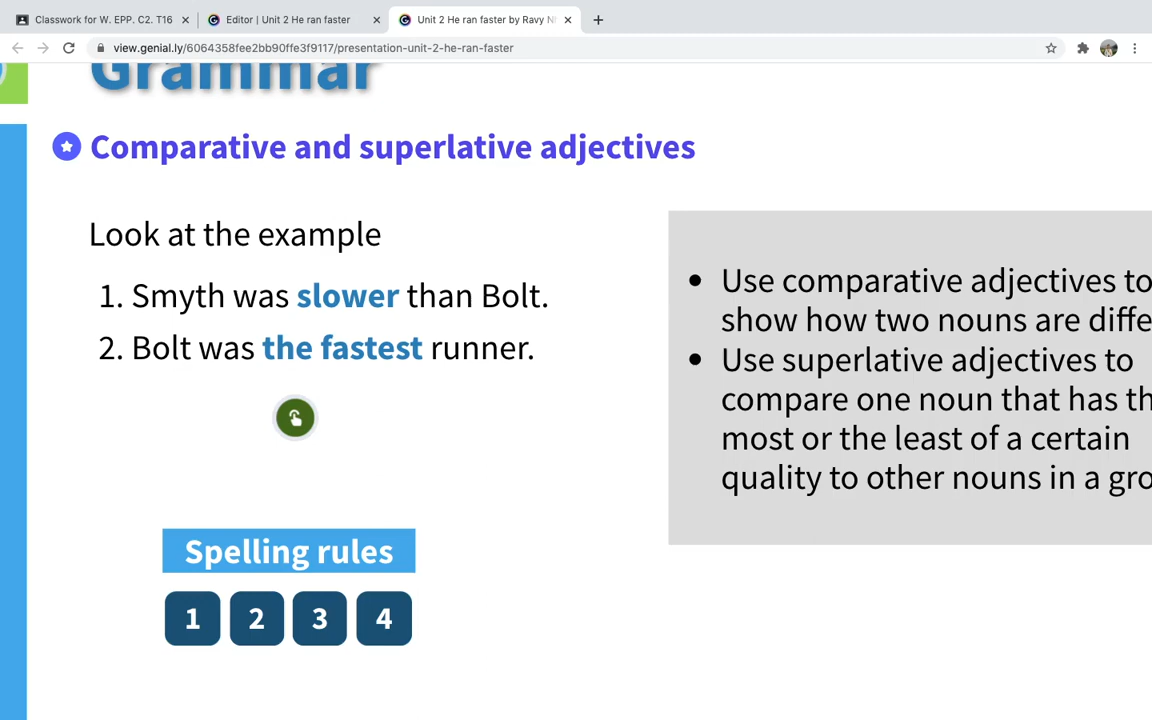 Classwork for W. EPP. C2. T16
Editor | Unit 2 He ran faster
Unit 2 He ran faster by Ravy
view.genial.ly/6064358fee2bb90ffe3f9117/presentation-unit-2-he-ran-faster
Grammar
Comparative and superlative adjectives
Look at the example
1. Smyth was slower than Bolt.
2. Bolt was the fastest runner.
Spelling rules
1 2 3 4
• Use comparative adjectives to
show how two nouns are diffe
• Use superlative adjectives to
compare one noun that has th
most or the least of a certain
quality to other nouns in a gro